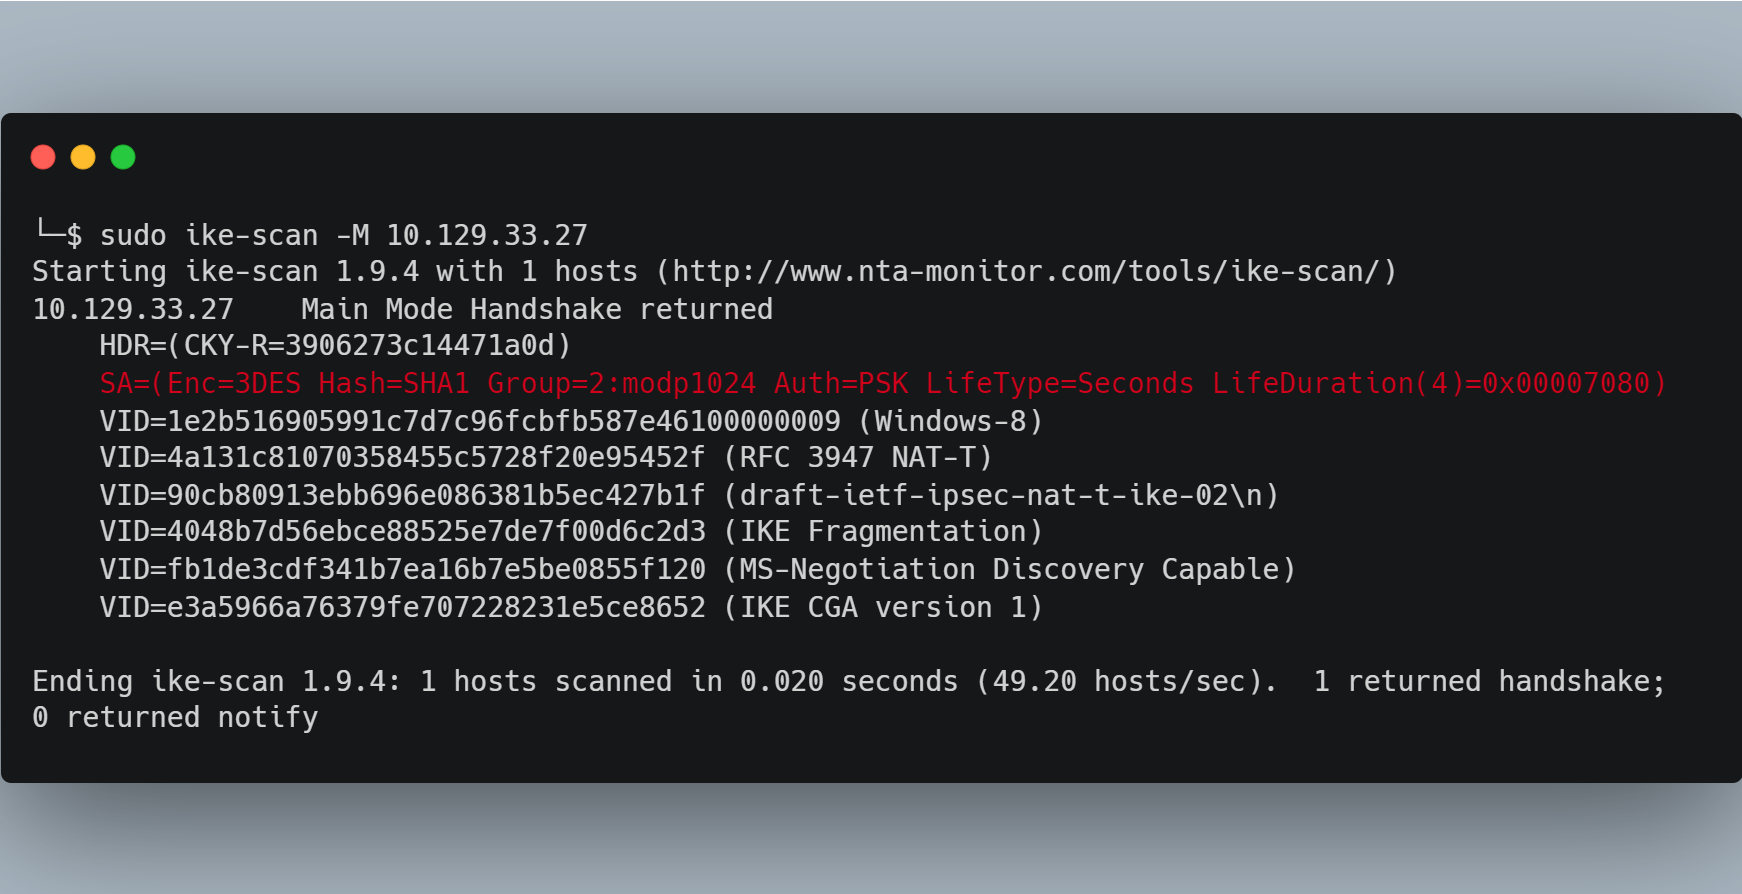 └─$ sudo ike-scan -M 10.129.33.27
Starting ike-scan 1.9.4 with 1 hosts (http://www.nta-monitor.com/tools/ike-scan/)
10.129.33.27    Main Mode Handshake returned
    HDR=(CKY-R=3906273c14471a0d)
    SA=(Enc=3DES Hash=SHA1 Group=2:modp1024 Auth=PSK LifeType=Seconds LifeDuration(4)=0x00007080)
    VID=1e2b516905991c7d7c96fcbfb587e46100000009 (Windows-8)
    VID=4a131c81070358455c5728f20e95452f (RFC 3947 NAT-T)
    VID=90cb80913ebb696e086381b5ec427b1f (draft-ietf-ipsec-nat-t-ike-02\n)
    VID=4048b7d56ebce88525e7de7f00d6c2d3 (IKE Fragmentation)
    VID=fb1de3cdf341b7ea16b7e5be0855f120 (MS-Negotiation Discovery Capable)
    VID=e3a5966a76379fe707228231e5ce8652 (IKE CGA version 1)

Ending ike-scan 1.9.4: 1 hosts scanned in 0.020 seconds (49.20 hosts/sec).  1 returned handshake;
0 returned notify